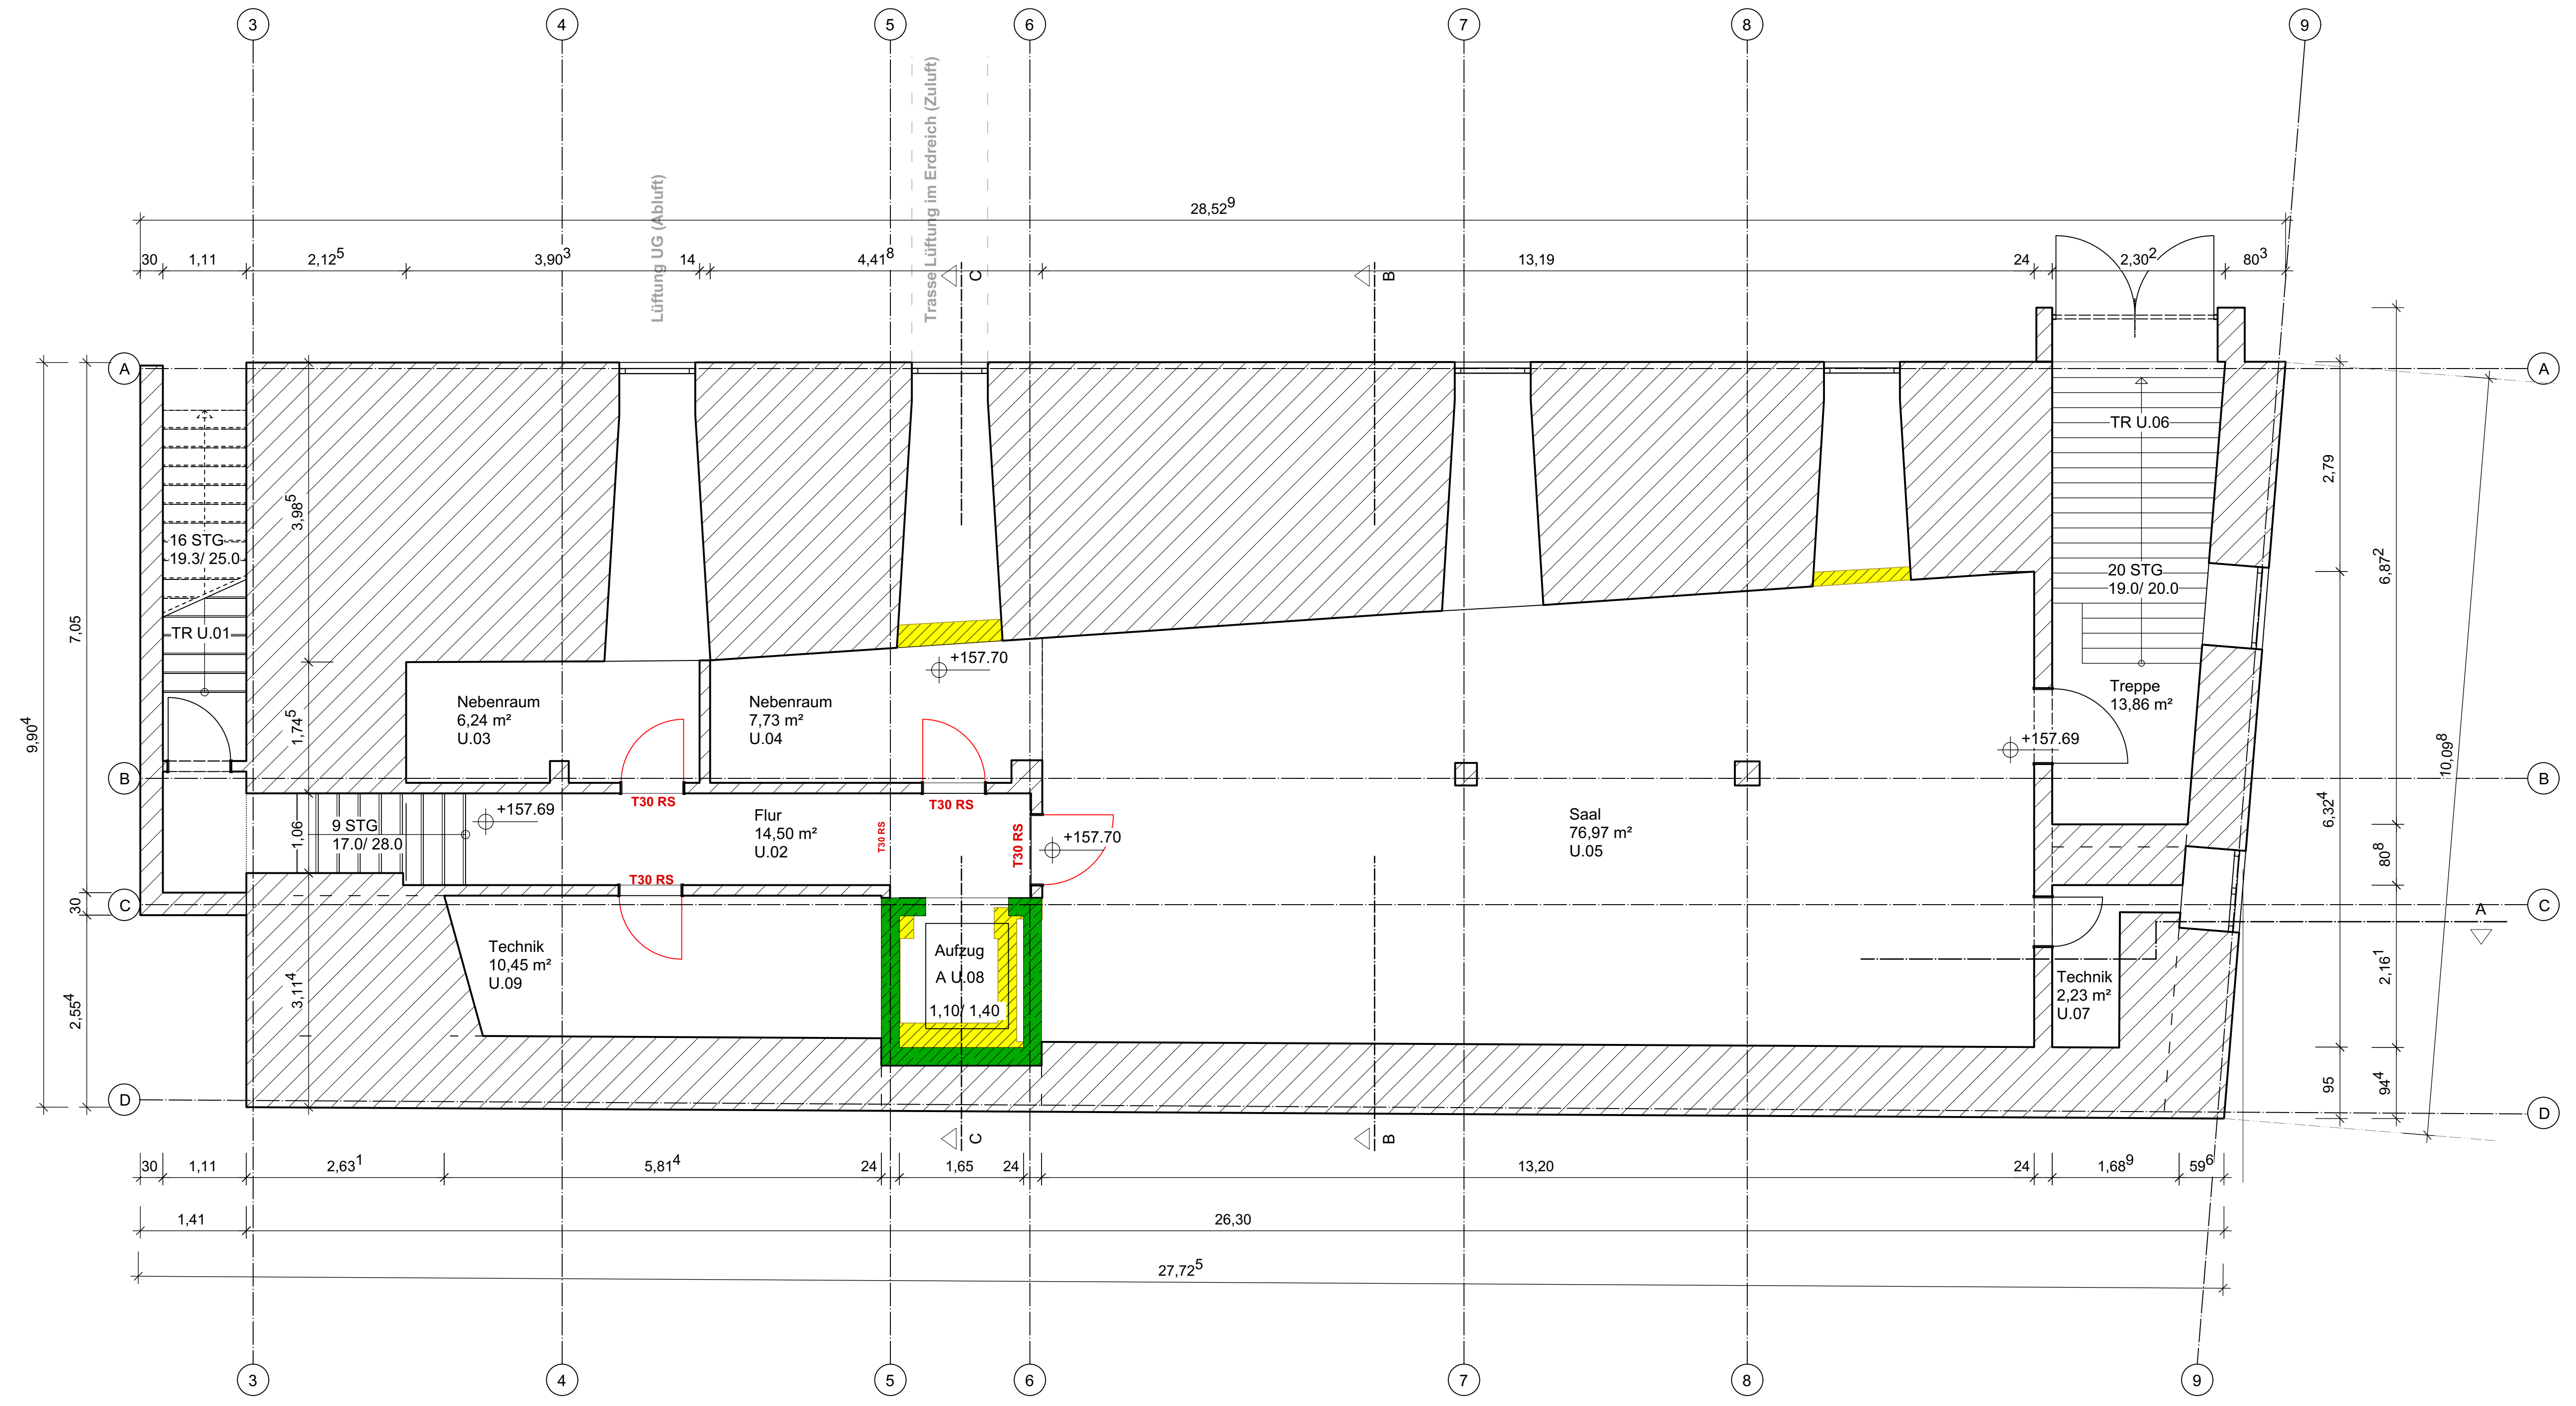 3 4 5 6 7 8 9
Lüftung UG (Abluft)
Trasse Lüftung im Erdreich (Zuluft)
28,52⁹
30 1,11 2,12⁵ 3,90³ 14 4,41⁸ 13,19 24 2,30² 80³
C B
A A
TR U.06
16 STG
19.3/ 25.0
3,98⁵
2,79
6,87²
20 STG
19.0/ 20.0
TR U.01
7,05
+157.70
Nebenraum
6,24 m²
U.03
Nebenraum
7,73 m²
U.04
Treppe
13,86 m²
1,74⁵
9,90⁴
+157.69
10,09⁸
B B
T30 RS
T30 RS
+157.69
9 STG
17.0/ 28.0
1,06
Flur
14,50 m²
U.02
T30 RS
T30 RS
+157.70
Saal
76,97 m²
U.05
6,32⁴
80⁸
T30 RS
30
C C
A
Technik
10,45 m²
U.09
Aufzug
A U.08
1,10/ 1,40
Technik
2,23 m²
U.07
3,11⁴
2,55⁴
2,16¹
95
94⁴
D D
C B
30 1,11 2,63¹ 5,81⁴ 24 1,65 24 13,20 24 1,68⁹ 59⁶
1,41 26,30
27,72⁵
3 4 5 6 7 8 9